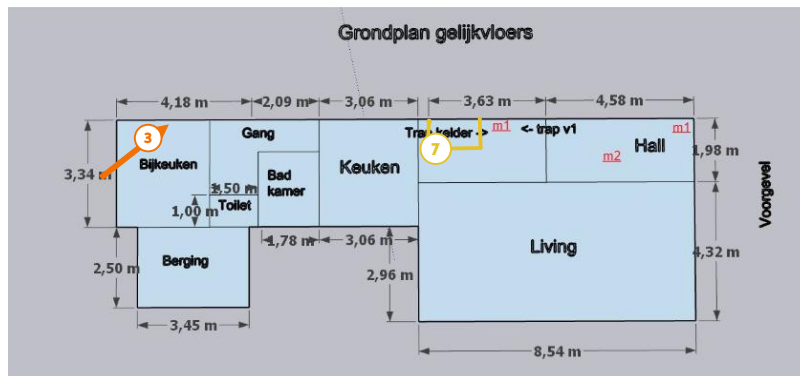 Grondplan gelijkvloers
4,18 m
2,09 m
3,06 m
3,63 m
4,58 m
3
Gang
Trap kelder ->
m1
<- trap v1
m1
7
Bijkeuken
Keuken
Hall
m2
1,98 m
3,34 m
Bad
kamer
1,50 m
Toilet
1,00 m
Voorgevel
1,78 m
3,06 m
Living
4,32 m
Berging
2,50 m
2,96 m
3,45 m
8,54 m